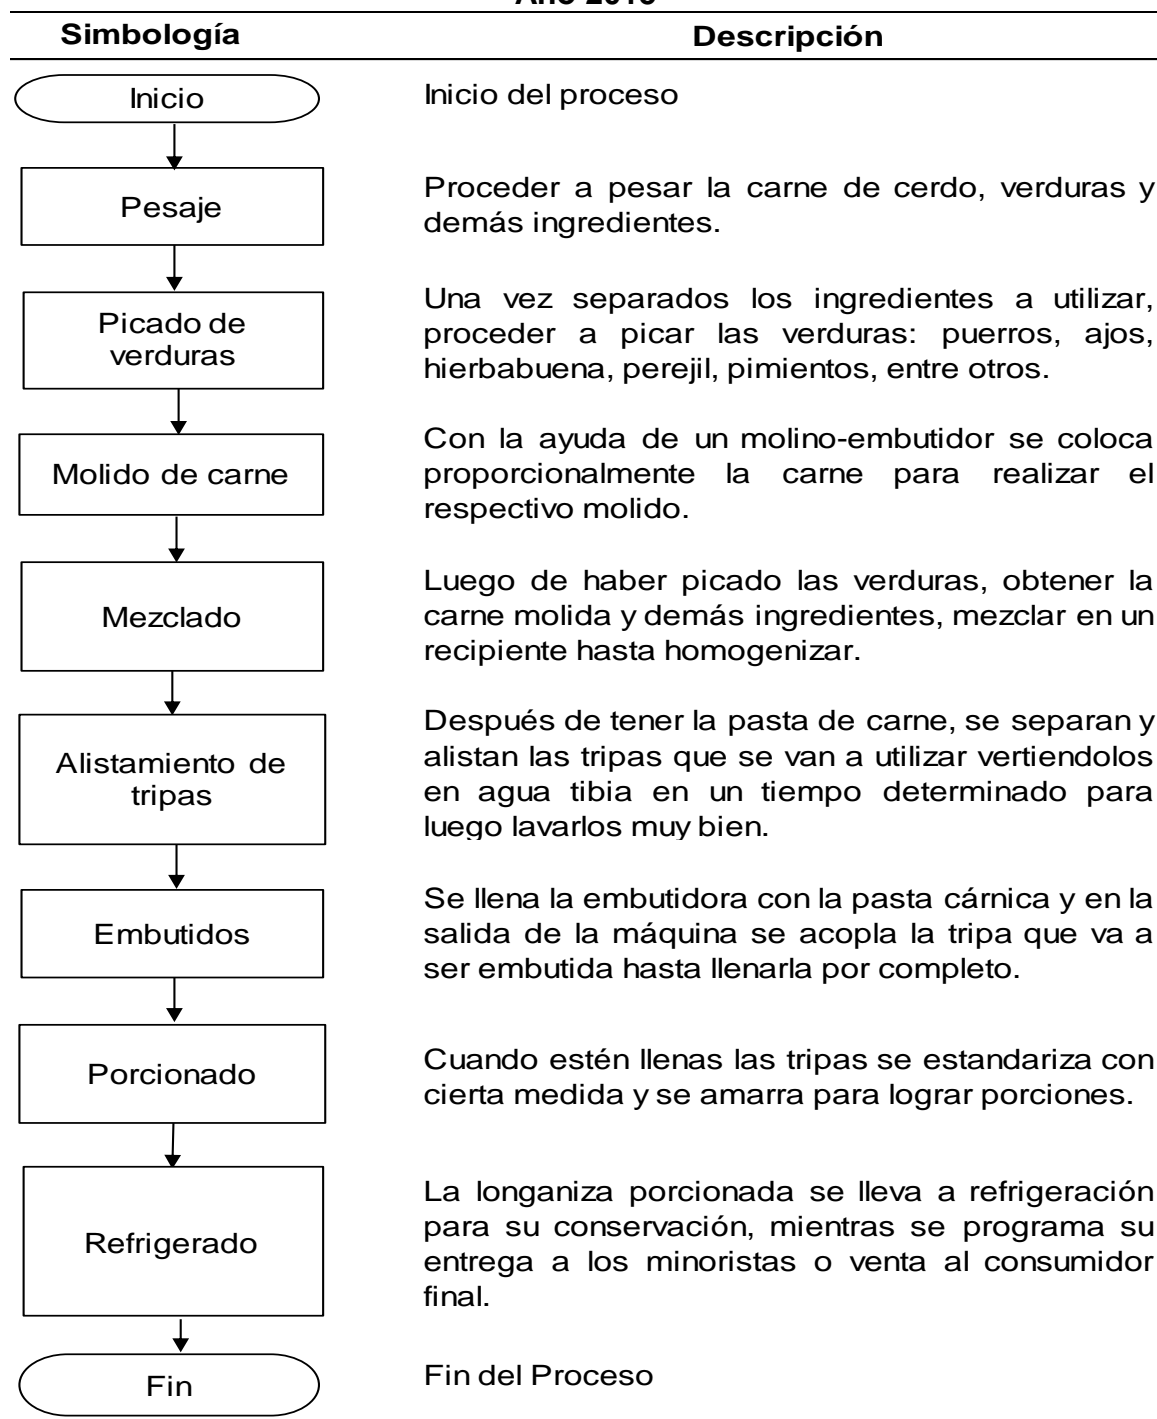 Simbología
Descripción
Inicio
Inicio del proceso
Pesaje
Proceder a pesar la carne de cerdo, verduras y
demás ingredientes.
Picado de
verduras
Una vez separados los ingredientes a utilizar,
proceder a picar las verduras: puerros, ajos,
hierbabuena, perejil, pimientos, entre otros.
Molido de carne
Con la ayuda de un molino-embutidor se coloca
proporcionalmente la carne para realizar el
respectivo molido.
Mezclado
Luego de haber picado las verduras, obtener la
carne molida y demás ingredientes, mezclar en un
recipiente hasta homogenizar.
Alistamiento de
tripas
Después de tener la pasta de carne, se separan y
alistan las tripas que se van a utilizar vertiendolos
en agua tibia en un tiempo determinado para
luego lavarlos muy bien.
Embutidos
Se llena la embutidora con la pasta cárnica y en la
salida de la máquina se acopla la tripa que va a
ser embutida hasta llenarla por completo.
Porcionado
Cuando estén llenas las tripas se estandariza con
cierta medida y se amarra para lograr porciones.
Refrigerado
La longaniza porcionada se lleva a refrigeración
para su conservación, mientras se programa su
entrega a los minoristas o venta al consumidor
final.
Fin
Fin del Proceso